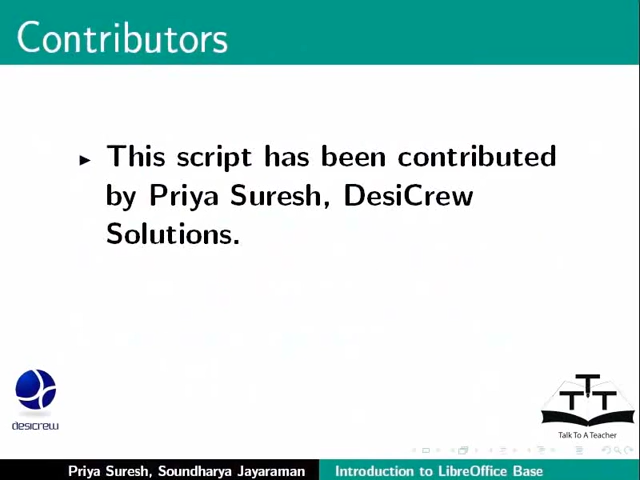 Contributors
This script has been contributed
by Priya Suresh, DesiCrew
Solutions.
desicrew
T
T T
Talk To A Teacher
Priya Suresh, Soundharya Jayaraman
Introduction to LibreOffice Base